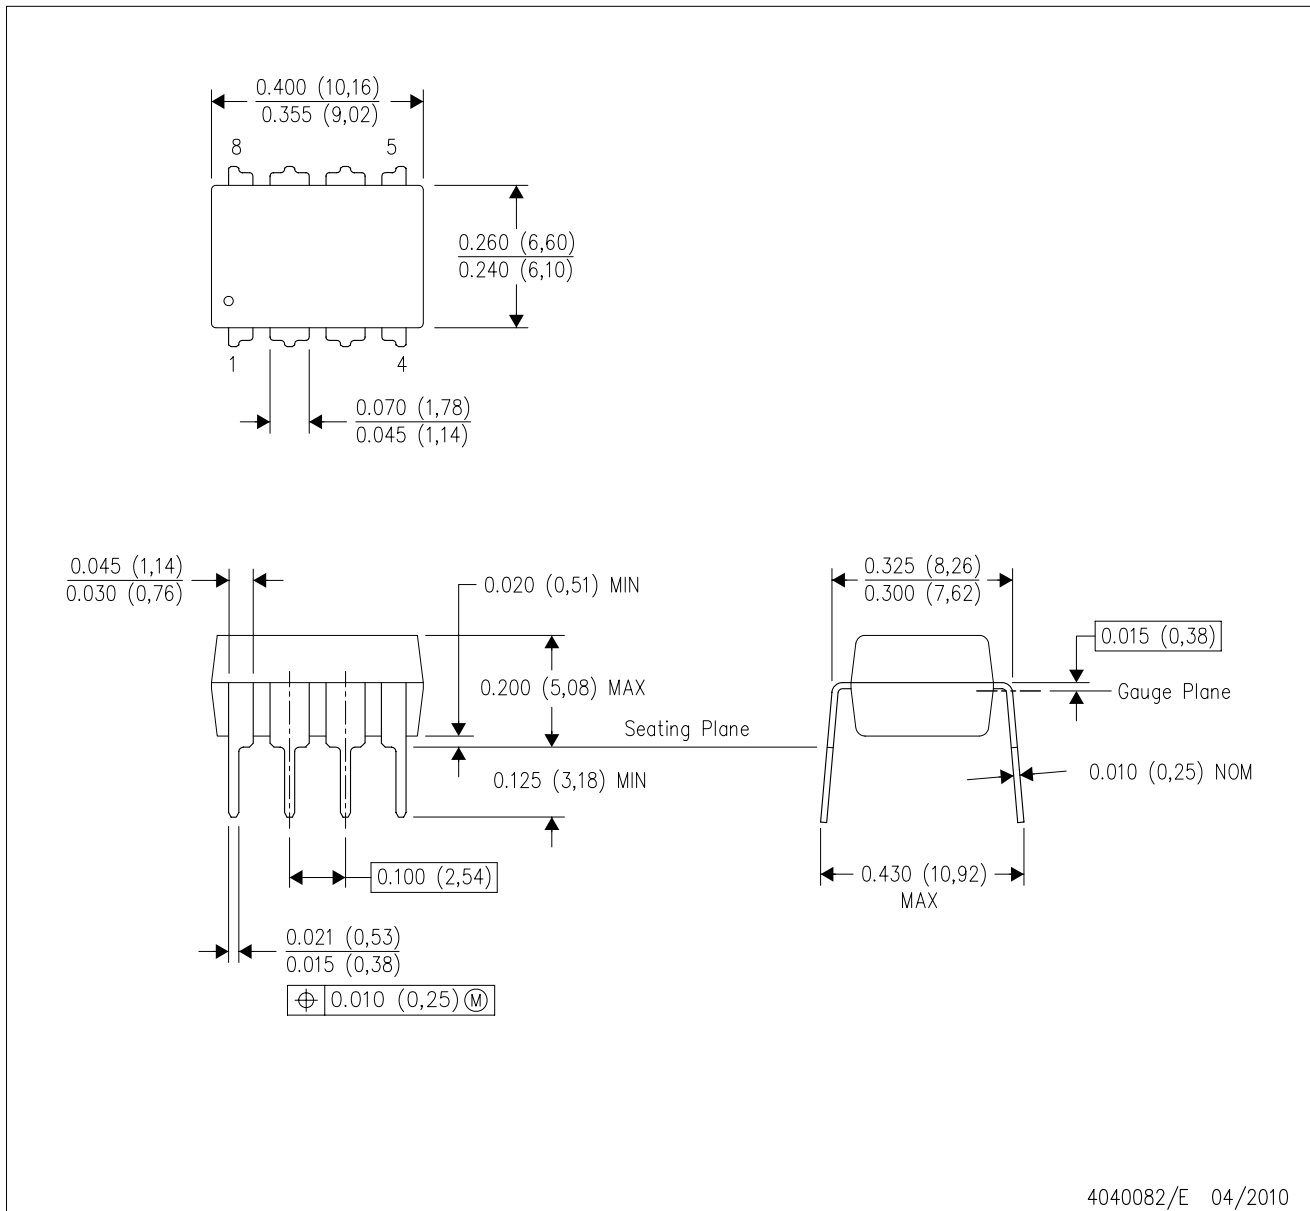 0.400 (10,16)
0.355 (9,02)
8
5
0.260 (6,60)
0.240 (6,10)
1
4
0.070 (1,78)
0.045 (1,14)
0.045 (1,14)
0.030 (0,76)
0.020 (0,51) MIN
0.200 (5,08) MAX
Seating Plane
0.125 (3,18) MIN
0.100 (2,54)
0.021 (0,53)
0.015 (0,38)
⌖ 0.010 (0,25) Ⓜ
0.325 (8,26)
0.300 (7,62)
0.015 (0,38)
Gauge Plane
0.010 (0,25) NOM
0.430 (10,92)
MAX
4040082/E 04/2010